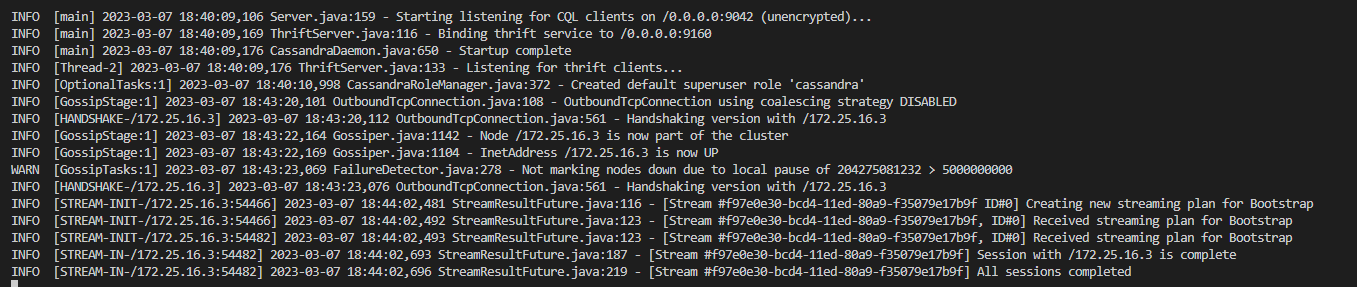 INFO  [main] 2023-03-07 18:40:09,106 Server.java:159 - Starting listening for CQL clients on /0.0.0.0:9042 (unencrypted)...
INFO  [main] 2023-03-07 18:40:09,169 ThriftServer.java:116 - Binding thrift service to /0.0.0.0:9160
INFO  [main] 2023-03-07 18:40:09,176 CassandraDaemon.java:650 - Startup complete
INFO  [Thread-2] 2023-03-07 18:40:09,176 ThriftServer.java:133 - Listening for thrift clients...
INFO  [OptionalTasks:1] 2023-03-07 18:40:10,998 CassandraRoleManager.java:372 - Created default superuser role 'cassandra'
INFO  [GossipStage:1] 2023-03-07 18:43:20,101 OutboundTcpConnection.java:108 - OutboundTcpConnection using coalescing strategy DISABLED
INFO  [HANDSHAKE-/172.25.16.3] 2023-03-07 18:43:20,112 OutboundTcpConnection.java:561 - Handshaking version with /172.25.16.3
INFO  [GossipStage:1] 2023-03-07 18:43:22,164 Gossiper.java:1142 - Node /172.25.16.3 is now part of the cluster
INFO  [GossipStage:1] 2023-03-07 18:43:22,169 Gossiper.java:1104 - InetAddress /172.25.16.3 is now UP
WARN  [GossipTasks:1] 2023-03-07 18:43:23,069 FailureDetector.java:278 - Not marking nodes down due to local pause of 204275081232 > 5000000000
INFO  [HANDSHAKE-/172.25.16.3] 2023-03-07 18:43:23,076 OutboundTcpConnection.java:561 - Handshaking version with /172.25.16.3
INFO  [STREAM-INIT-/172.25.16.3:54466] 2023-03-07 18:44:02,481 StreamResultFuture.java:116 - [Stream #f97e0e30-bcd4-11ed-80a9-f35079e17b9f ID#0] Creating new streaming plan for Bootstrap
INFO  [STREAM-INIT-/172.25.16.3:54466] 2023-03-07 18:44:02,492 StreamResultFuture.java:123 - [Stream #f97e0e30-bcd4-11ed-80a9-f35079e17b9f, ID#0] Received streaming plan for Bootstrap
INFO  [STREAM-INIT-/172.25.16.3:54482] 2023-03-07 18:44:02,493 StreamResultFuture.java:123 - [Stream #f97e0e30-bcd4-11ed-80a9-f35079e17b9f, ID#0] Received streaming plan for Bootstrap
INFO  [STREAM-IN-/172.25.16.3:54482] 2023-03-07 18:44:02,693 StreamResultFuture.java:187 - [Stream #f97e0e30-bcd4-11ed-80a9-f35079e17b9f] Session with /172.25.16.3 is complete
INFO  [STREAM-IN-/172.25.16.3:54482] 2023-03-07 18:44:02,696 StreamResultFuture.java:219 - [Stream #f97e0e30-bcd4-11ed-80a9-f35079e17b9f] All sessions completed